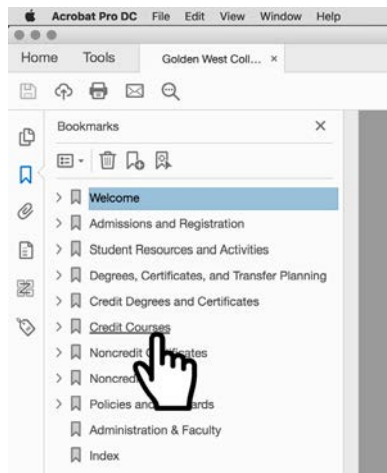 Acrobat Pro DC File Edit View Window Help
Home Tools Golden West Coll... ×
Bookmarks
Welcome
Admissions and Registration
Student Resources and Activities
Degrees, Certificates, and Transfer Planning
Credit Degrees and Certificates
Credit Courses
Noncredit
Noncred
Policies
Administration & Faculty
Index